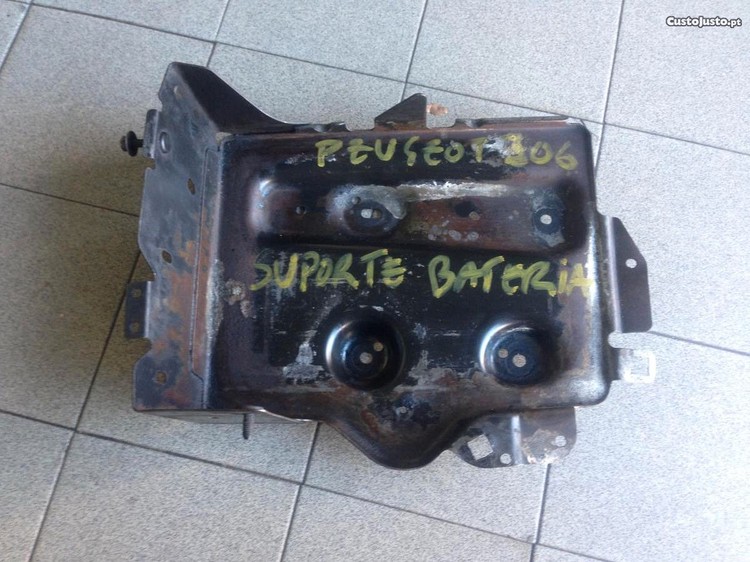 CustoJusto.pt
PEUGEOT 206
SUPORTE BATERIA